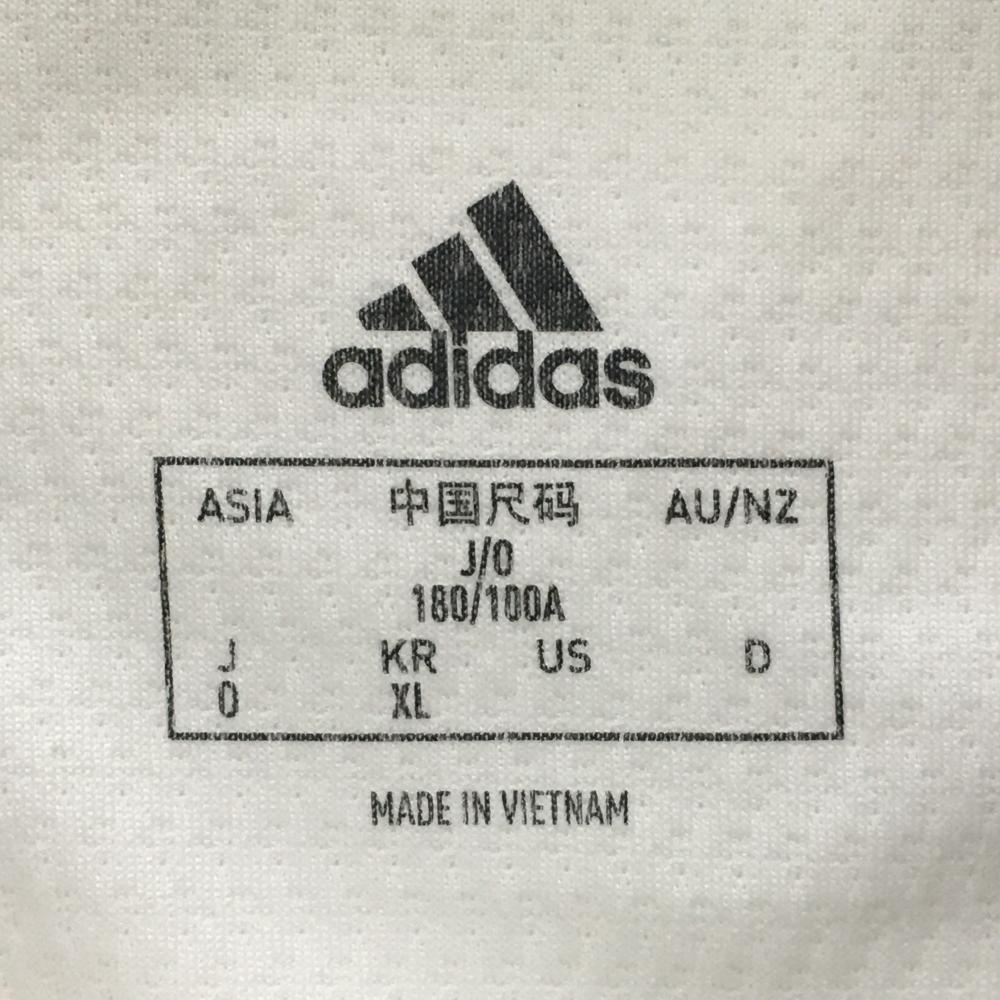 adidas
ASIA 中国尺码 AU/NZ
J/O
180/100A
J KR US D
O XL
MADE IN VIETNAM